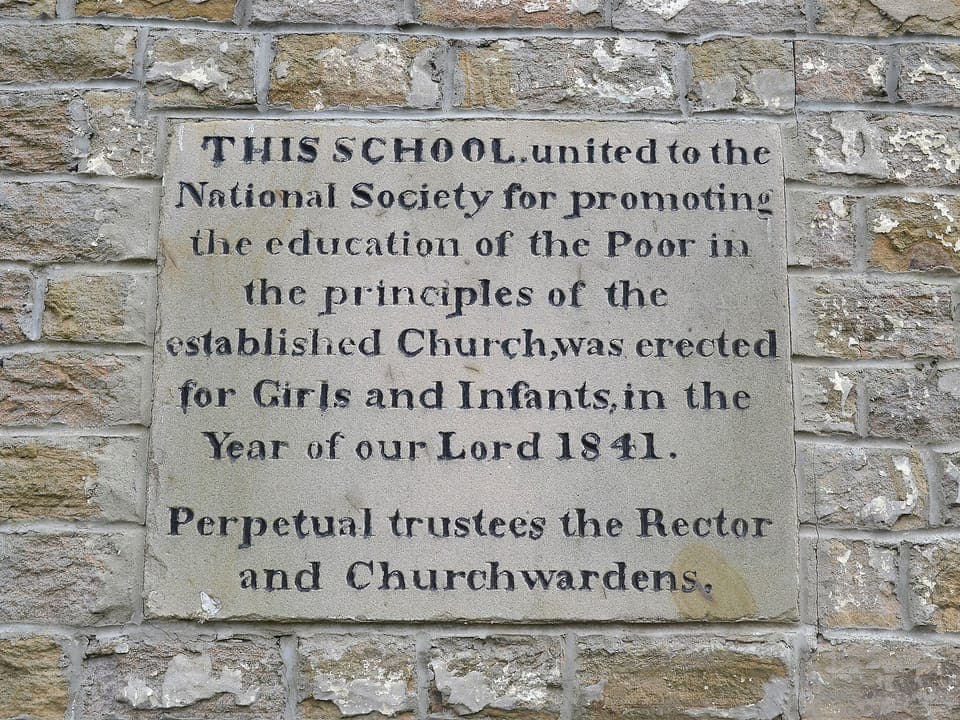 THIS SCHOOL.united to the
National Society for promoting
the education of the Poor in
the principles of the
established Church,was erected
for Girls and Infants,in the
Year of our Lord 1841.
Perpetual trustees the Rector
and Churchwardens.